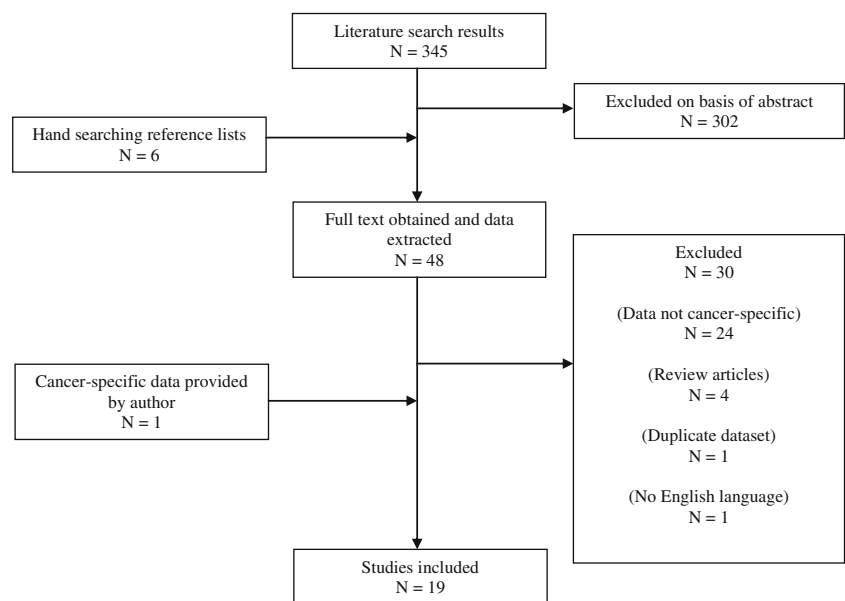 Literature search results
N = 345
Excluded on basis of abstract
N = 302
Hand searching reference lists
N = 6
Full text obtained and data
extracted
N = 48
Excluded
N = 30
(Data not cancer-specific)
N = 24
(Review articles)
N = 4
(Duplicate dataset)
N = 1
(No English language)
N = 1
Cancer-specific data provided
by author
N = 1
Studies included
N = 19